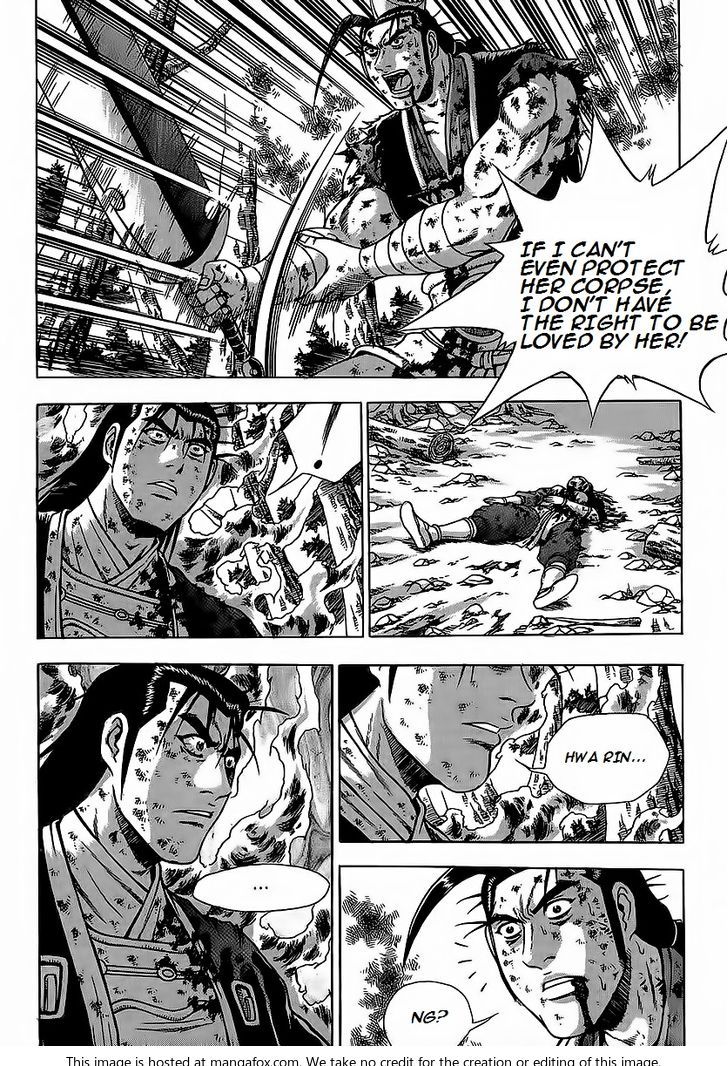 IF I CAN'T
EVEN PROTECT
HER CORPSE,
I DON'T HAVE
THE RIGHT TO BE
LOVED BY HER!
!
HWA RIN...
...
NG?
This image is hosted at mangafox.com. We take no credit for the creation or editing of this image.